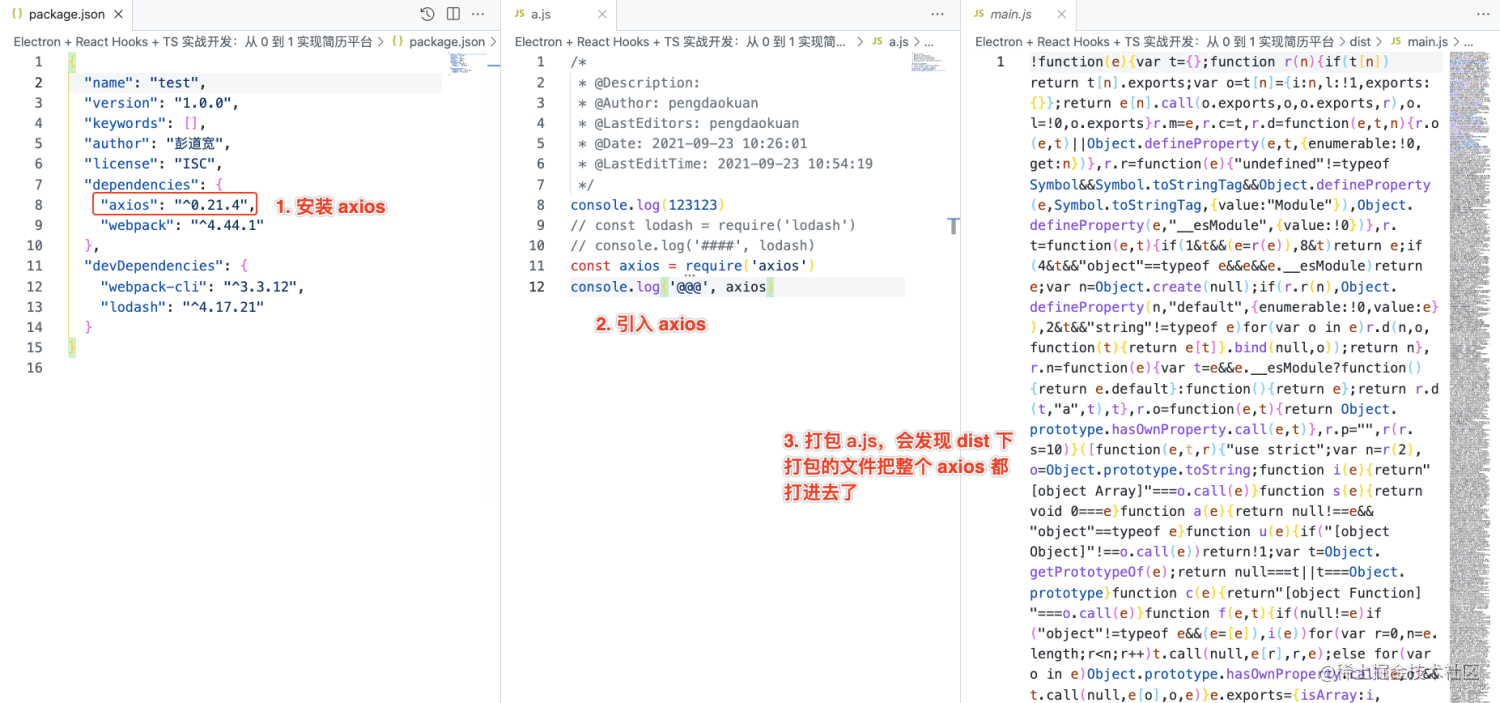 package.json
Electron + React Hooks + TS 实战开发：从 0 到 1 实现简历平台 > {} package.json >
1 {
2 "name": "test",
3 "version": "1.0.0",
4 "keywords": [],
5 "author": "彭道宽",
6 "license": "ISC",
7 "dependencies": {
8 "axios": "^0.21.4",
9 "webpack": "^4.44.1"
10 },
11 "devDependencies": {
12 "webpack-cli": "^3.3.12",
13 "lodash": "^4.17.21"
14 }
15 }
16
1. 安装 axios
JS a.js
Electron + React Hooks + TS 实战开发：从 0 到 1 实现简... > JS a.js > ...
1 /*
2 * @Description:
3 * @Author: pengdaokuan
4 * @LastEditors: pengdaokuan
5 * @Date: 2021-09-23 10:26:01
6 * @LastEditTime: 2021-09-23 10:54:19
7 */
8 console.log(123123)
9 // const lodash = require('lodash')
10 // console.log('####', lodash)
11 const axios = require('axios')
12 console.log('@@@', axios)
2. 引入 axios
3. 打包 a.js，会发现 dist 下
打包的文件把整个 axios 都
打进去了
JS main.js
Electron + React Hooks + TS 实战开发：从 0 到 1 实现简历平台 > dist > JS main.js > ...
1 !function(e){var t={};function r(n){if(t[n])
return t[n].exports;var o=t[n]={i:n,l:!1,exports:
{}};return e[n].call(o.exports,o,o.exports,r),o.
l=!0,o.exports}r.m=e,r.c=t,r.d=function(e,t,n){r.o
(e,t)||Object.defineProperty(e,t,{enumerable:!0,
get:n})},r.r=function(e){"undefined"!=typeof
Symbol&&Symbol.toStringTag&&Object.defineProperty
(e,Symbol.toStringTag,{value:"Module"}),Object.
defineProperty(e,"__esModule",{value:!0})},r.
t=function(e,t){if(1&t&&(e=r(e)),8&t)return e;if
(4&t&&"object"==typeof e&&e&&e.__esModule)return
e;var n=Object.create(null);if(r.r(n),Object.
defineProperty(n,"default",{enumerable:!0,value:e}
),2&t&&"string"!=typeof e)for(var o in e)r.d(n,o,
function(t){return e[t]}.bind(null,o));return n},
r.n=function(e){var t=e&&e.__esModule?function()
{return e.default}:function(){return e};return r.d
(t,"a",t),t},r.o=function(e,t){return Object.
prototype.hasOwnProperty.call(e,t)},r.p="",r(r.
s=10)}([function(e,t,r){"use strict";var n=r(2),
o=Object.prototype.toString;function i(e){return"
[object Array]"===o.call(e)}function s(e){return
void 0===e}function a(e){return null!==e&&
"object"==typeof e}function u(e){if("[object
Object]"!==o.call(e))return!1;var t=Object.
getPrototypeOf(e);return null===t||t===Object.
prototype}function c(e){return"[object Function]
"===o.call(e)}function f(e,t){if(null!=e)if
("object"!=typeof e&&(e=[e]),i(e))for(var r=0,n=e.
length;r<n;r++)t.call(null,e[r],r,e);else for(var
o in e)Object.prototype.hasOwnProperty.call(e,o)&&
t.call(null,e[o],o,e)}e.exports={isArray:i,
@稀土掘金技术社区